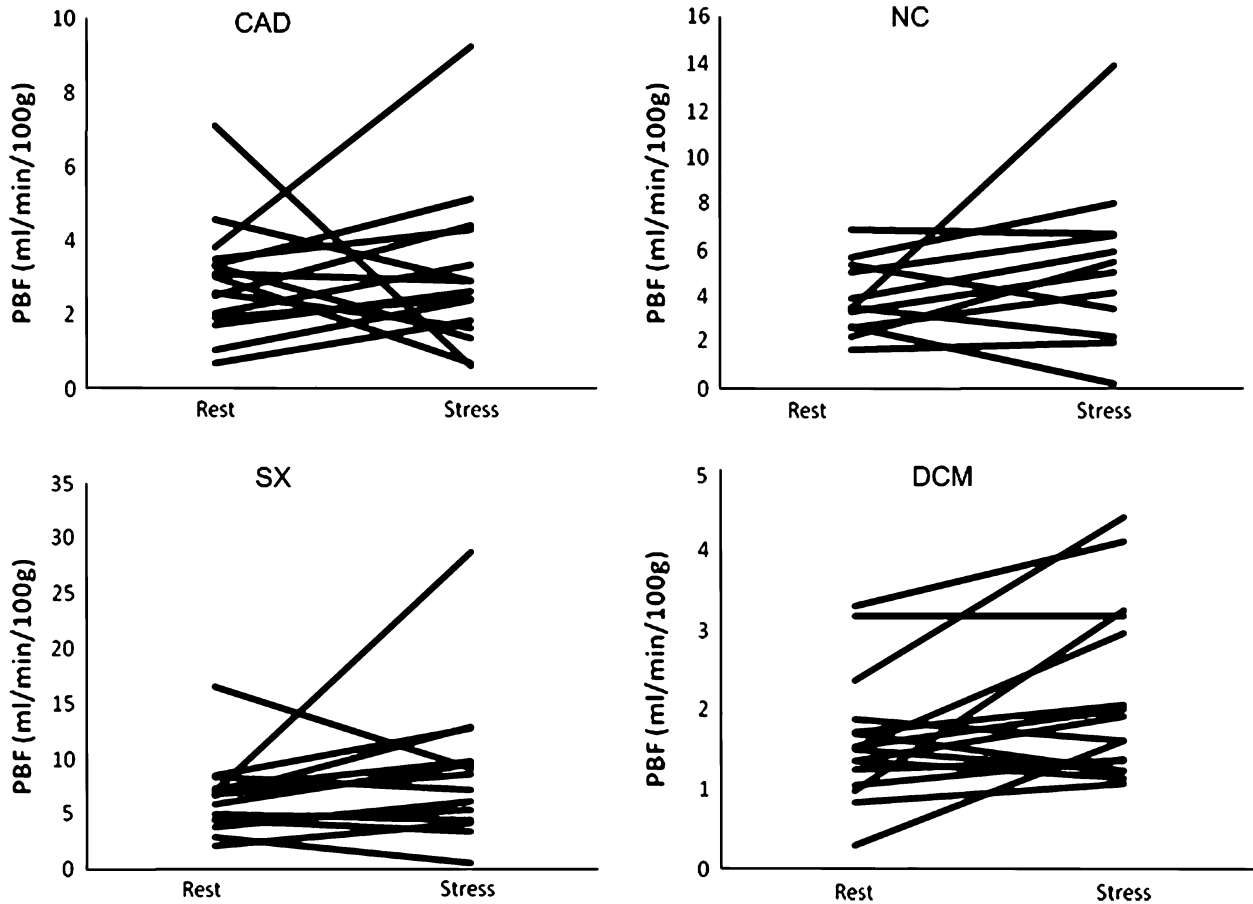 CAD
PBF (ml/min/100g)
10
8
6
4
2
0
Rest Stress
NC
PBF (ml/min/100g)
16
14
12
10
8
6
4
2
0
Rest Stress
SX
PBF (ml/min/100g)
35
30
25
20
15
10
5
0
Rest Stress
DCM
PBF (ml/min/100g)
5
4
3
2
1
0
Rest Stress